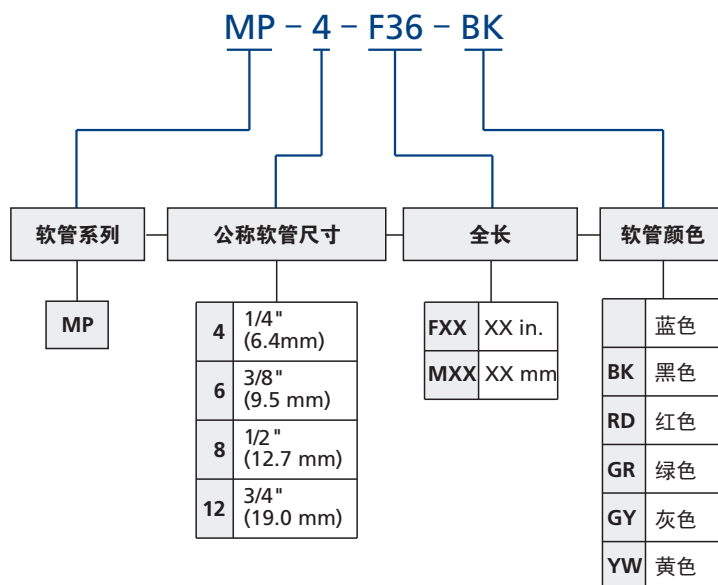 MP – 4 – F36 – BK
软管系列 公称软管尺寸 全长 软管颜色
MP
4 1/4"
(6.4mm)
6 3/8"
(9.5 mm)
8 1/2"
(12.7 mm)
12 3/4"
(19.0 mm)
FXX XX in.
MXX XX mm
蓝色
BK 黑色
RD 红色
GR 绿色
GY 灰色
YW 黄色